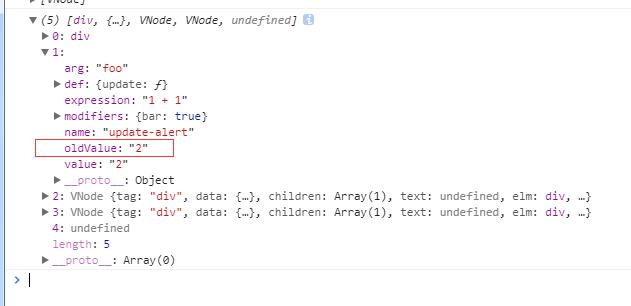 [VNode]
▼(5) [div, {…}, VNode, VNode, undefined] i
▶0: div
▼1:
arg: "foo"
▶def: {update: ƒ}
expression: "1 + 1"
▶modifiers: {bar: true}
name: "update-alert"
oldValue: "2"
value: "2"
▶__proto__: Object
▶2: VNode {tag: "div", data: {…}, children: Array(1), text: undefined, elm: div, …}
▶3: VNode {tag: "div", data: {…}, children: Array(1), text: undefined, elm: div, …}
4: undefined
length: 5
▶__proto__: Array(0)
>